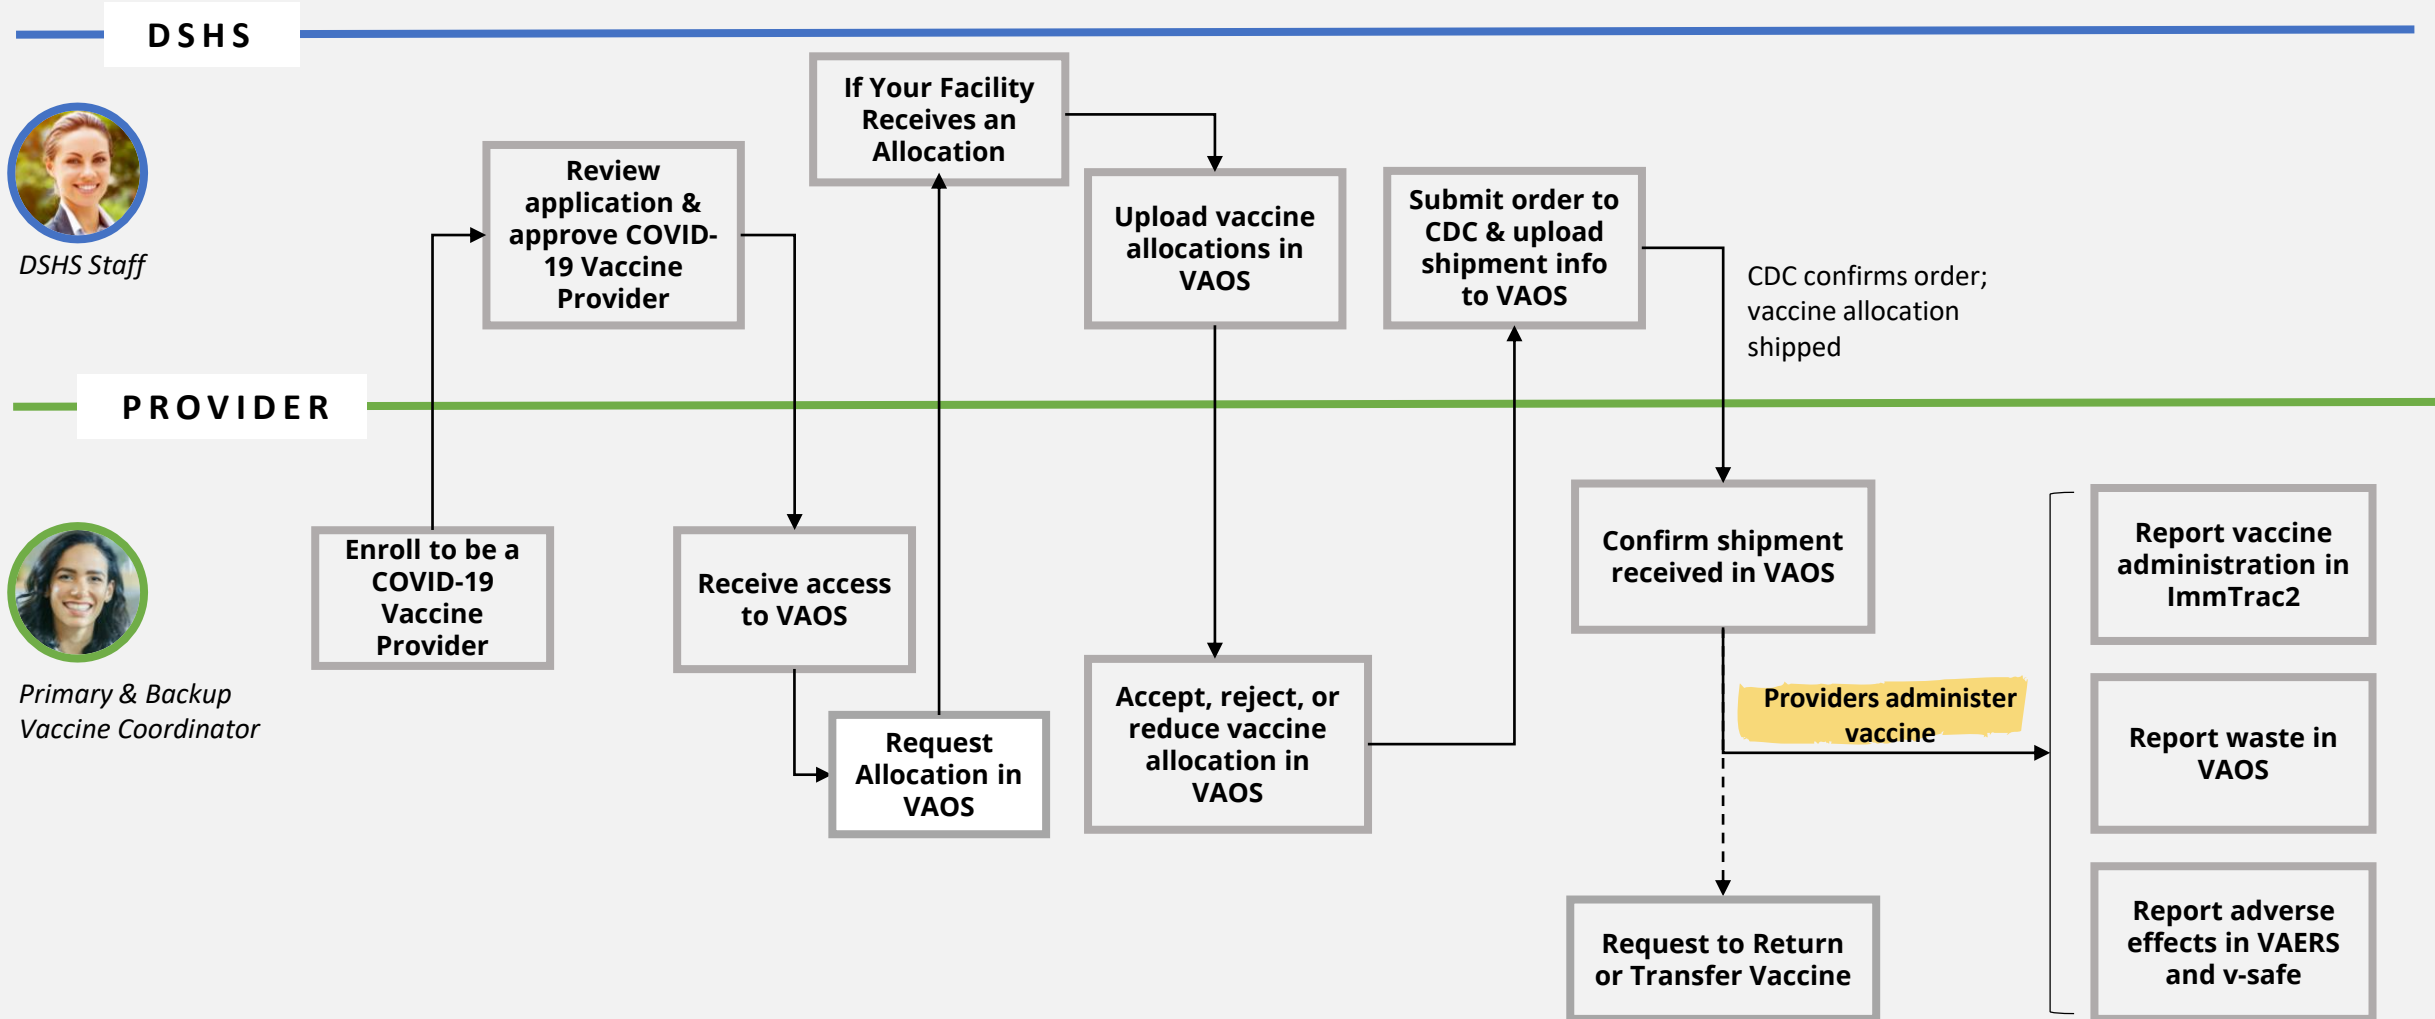 DSHS
If Your Facility
Receives an
Allocation
Review
application &
approve COVID-
19 Vaccine
Provider
Upload vaccine
allocations in
VAOS
Submit order to
CDC & upload
shipment info
to VAOS
CDC confirms order;
vaccine allocation
shipped
DSHS Staff
PROVIDER
Enroll to be a
COVID-19
Vaccine
Provider
Receive access
to VAOS
Request
Allocation in
VAOS
Accept, reject, or
reduce vaccine
allocation in
VAOS
Confirm shipment
received in VAOS
Providers administer
vaccine
Request to Return
or Transfer Vaccine
Report vaccine
administration in
ImmTrac2
Report waste in
VAOS
Report adverse
effects in VAERS
and v-safe
Primary & Backup
Vaccine Coordinator